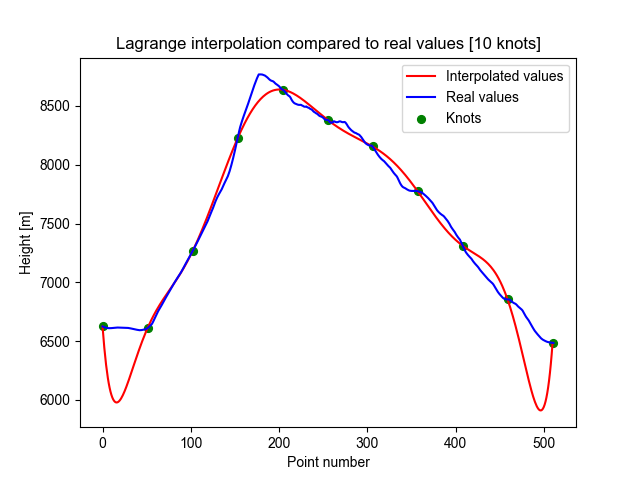 Lagrange interpolation compared to real values [10 knots]
Interpolated values
Real values
Knots
Height [m]
8500
8000
7500
7000
6500
6000
0 100 200 300 400 500
Point number